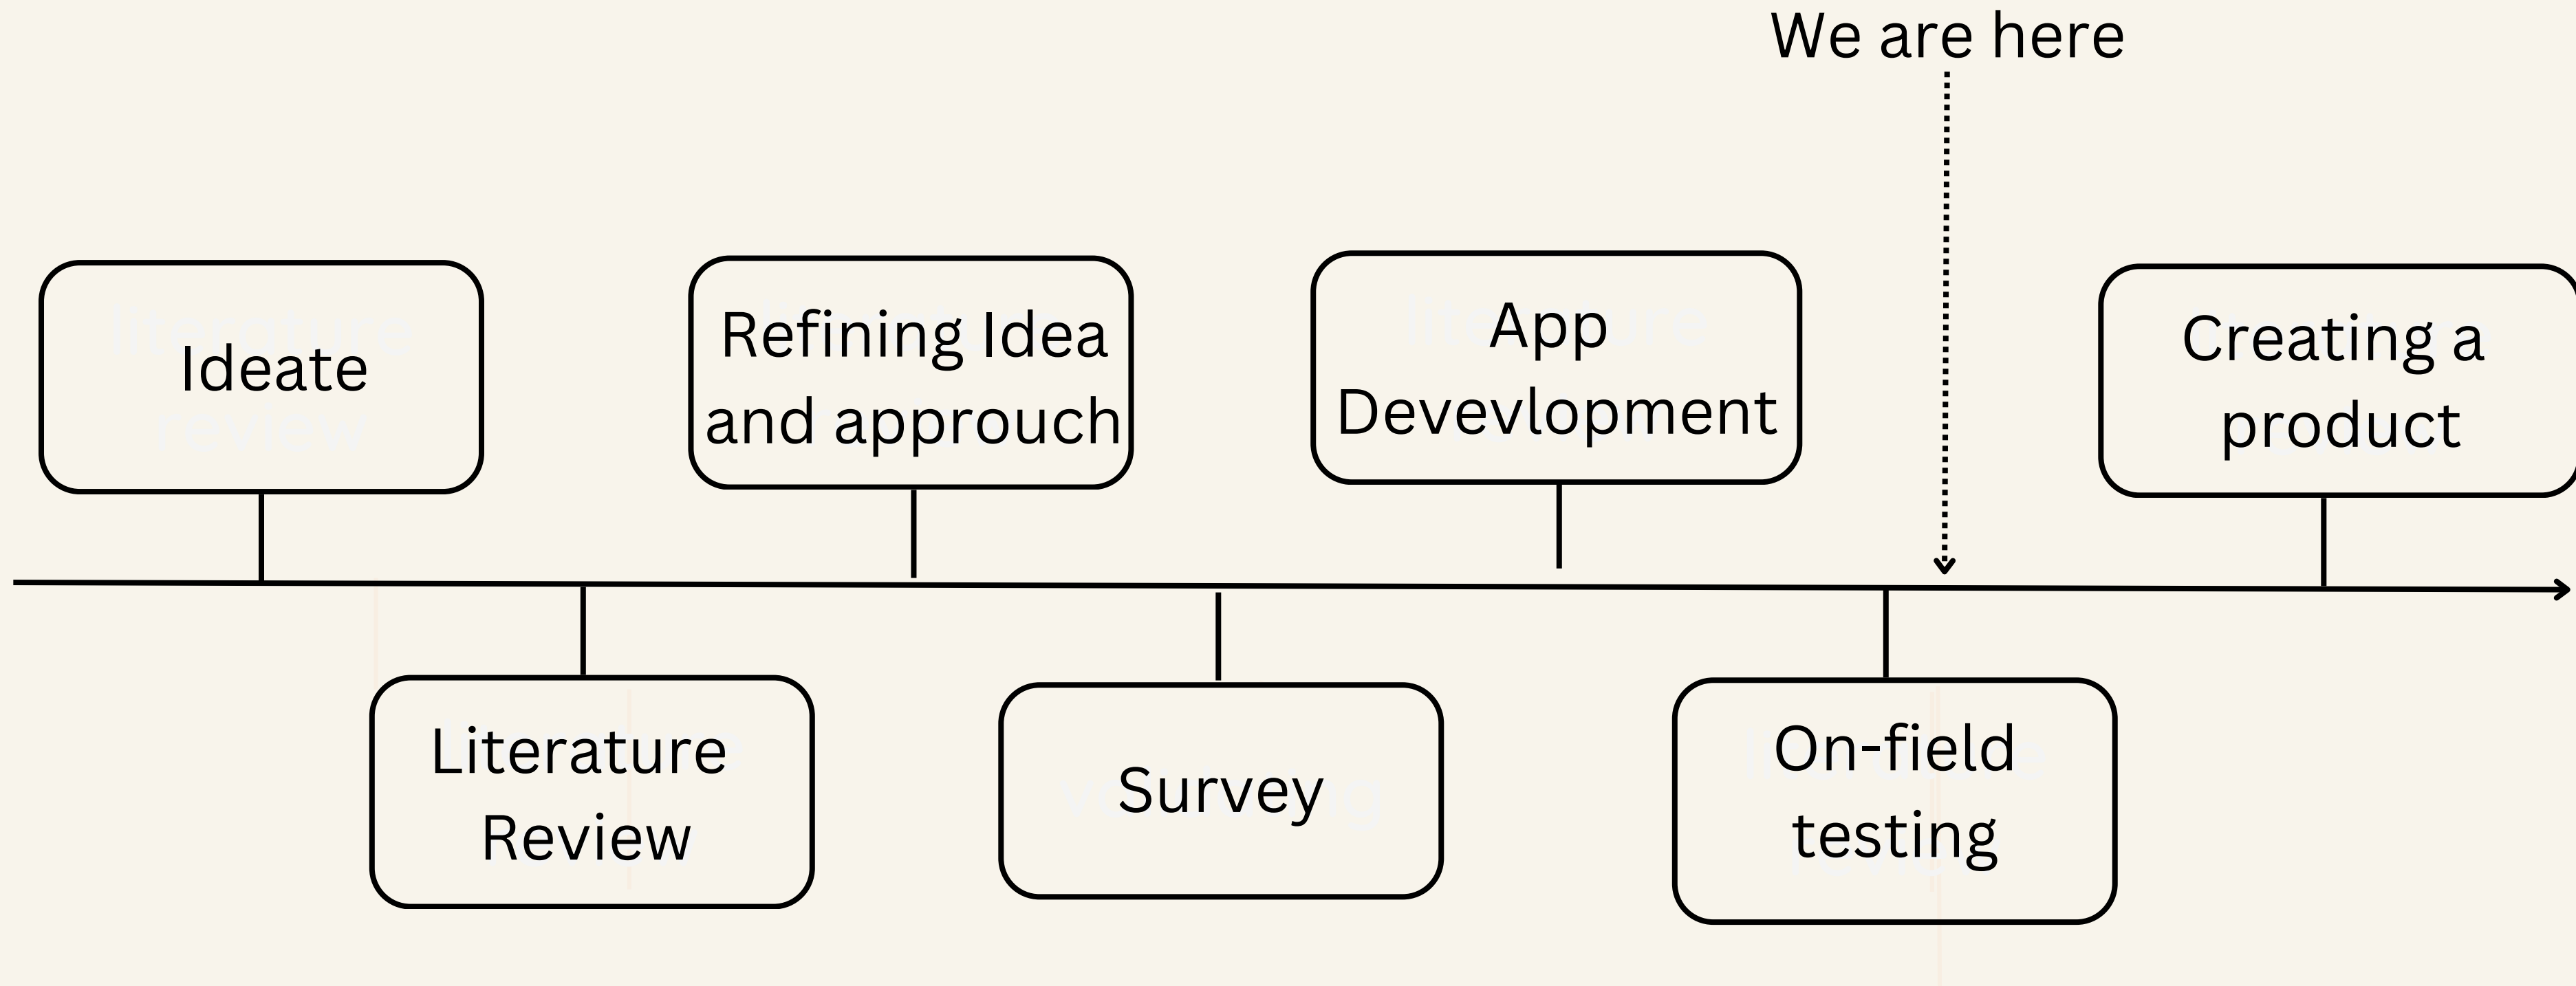 We are here
Ideate
Literature
Review
Refining Idea
and approuch
Survey
App
Devevlopment
On-field
testing
Creating a
product